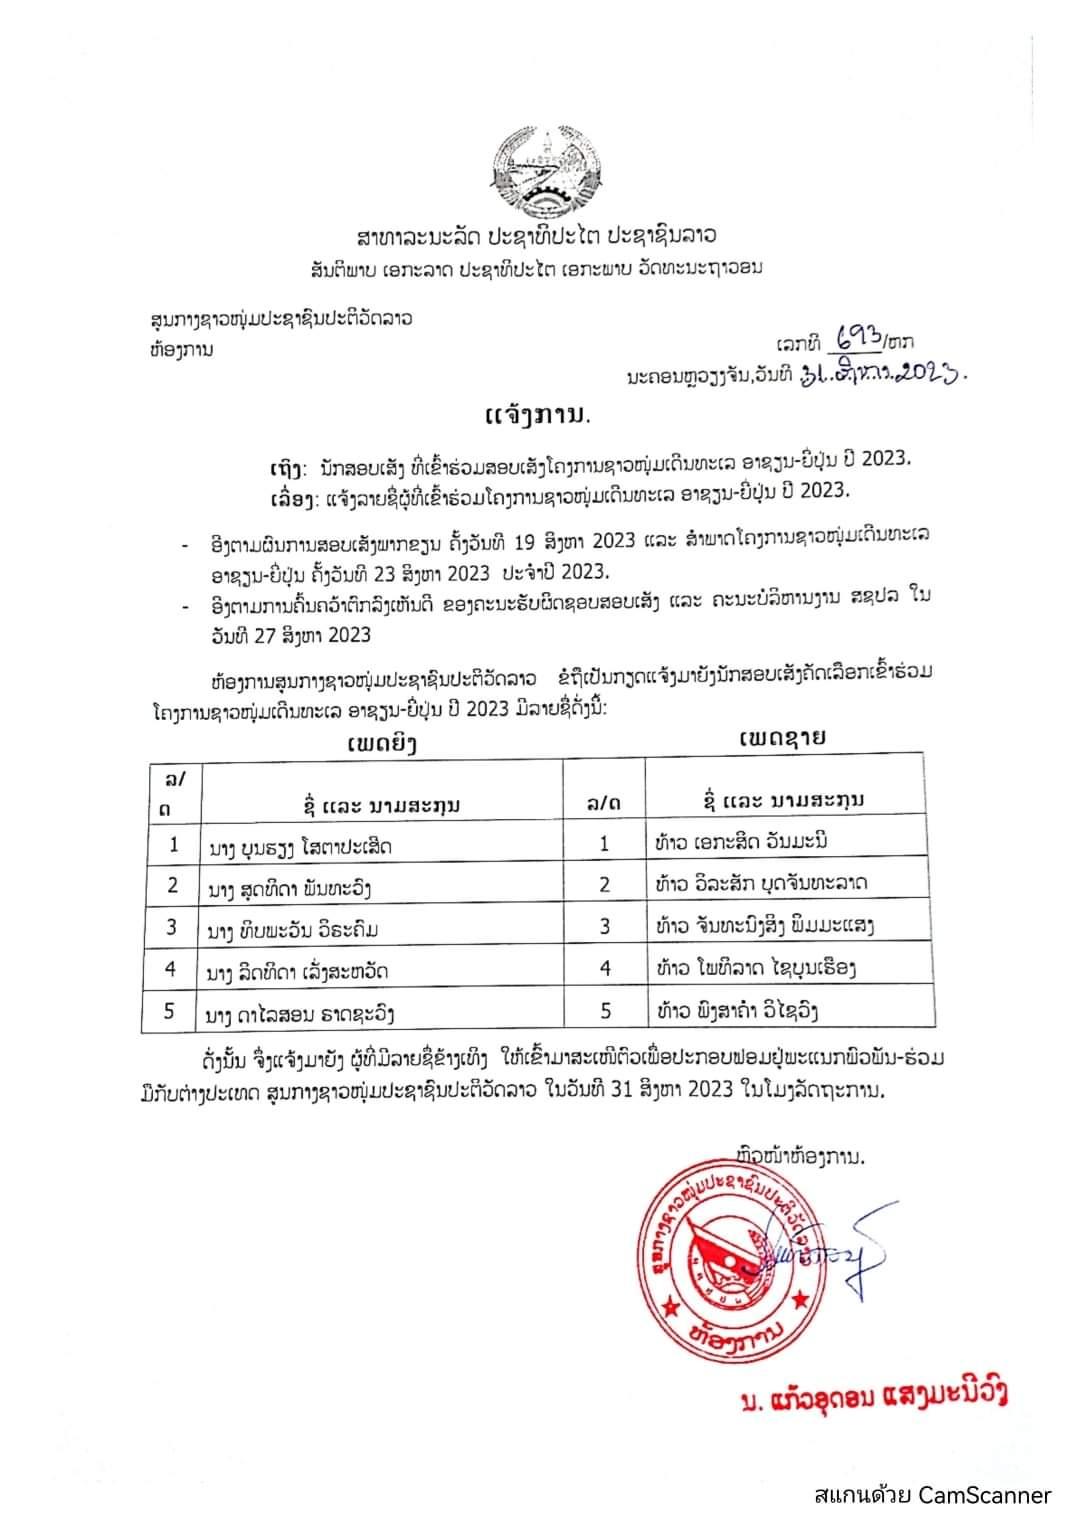 ສາທາລະນະລັດ ປະຊາທິປະໄຕ ປະຊາຊົນລາວ
ສັນຕິພາບ ເອກະລາດ ປະຊາທິປະໄຕ ເອກະພາບ ວັດທະນະຖາວອນ
ສູນກາງຊາວໜຸ່ມປະຊາຊົນປະຕິວັດລາວ
ຫ້ອງການ
ເລກທີ 693/ຫກ
ນະຄອນຫຼວງຈັນ,ວັນທີ 31 ສິງຫາ 2023.
ແຈ້ງການ.
ເຖິງ: ນັກສອບເສັງ ທີ່ເຂົ້າຮ່ວມສອບເສັງໂຄງການຊາວໜຸ່ມເດີນທະເລ ອາຊຽນ-ຍີ່ປຸ່ນ ປີ 2023.
ເລື່ອງ: ແຈ້ງລາຍຊື່ຜູ້ທີ່ເຂົ້າຮ່ວມໂຄງການຊາວໜຸ່ມເດີນທະເລ ອາຊຽນ-ຍີ່ປຸ່ນ ປີ 2023.
- ອີງຕາມຜົນການສອບເສັງພາກຂຽນ ຄັ້ງວັນທີ 19 ສິງຫາ 2023 ແລະ ສຳພາດໂຄງການຊາວໜຸ່ມເດີນທະເລ
ອາຊຽນ-ຍີ່ປຸ່ນ ຄັ້ງວັນທີ 23 ສິງຫາ 2023 ປະຈຳປີ 2023.
- ອີງຕາມການຄົ້ນຄວ້າຕົກລົງເຫັນດີ ຂອງຄະນະຮັບຜິດຊອບສອບເສັງ ແລະ ຄະນະບໍລິຫານງານ ສຊປລ ໃນ
ວັນທີ 27 ສິງຫາ 2023
ຫ້ອງການສູນກາງຊາວໜຸ່ມປະຊາຊົນປະຕິວັດລາວ ຂໍຖືເປັນກຽດແຈ້ງມາຍັງນັກສອບເສັງຄັດເລືອກເຂົ້າຮ່ວມ
ໂຄງການຊາວໜຸ່ມເດີນທະເລ ອາຊຽນ-ຍີ່ປຸ່ນ ປີ 2023 ມີລາຍຊື່ດັ່ງນີ້:
ເພດຍິງ ເພດຊາຍ
ລ/ດ ຊື່ ແລະ ນາມສະກຸນ ລ/ດ ຊື່ ແລະ ນາມສະກຸນ
1 ນາງ ບຸນຮຽງ ໂສຕາປະເສີດ 1 ທ້າວ ເອກະສິດ ວັນມະນີ
2 ນາງ ສຸດທິດາ ພັນທະວົງ 2 ທ້າວ ວິລະສັກ ບຸດຈັນທະລາດ
3 ນາງ ທິບພະວັນ ວິຣະຄົມ 3 ທ້າວ ຈັນທະນົງສິງ ພິມມະແສງ
4 ນາງ ລິດທິດາ ເລັ່ງສະຫວັດ 4 ທ້າວ ໂພທິລາດ ໄຊບຸນເຮືອງ
5 ນາງ ດາໄລສອນ ຣາດຊະວົງ 5 ທ້າວ ພົງສາຄຳ ວິໄຊວົງ
ດັ່ງນັ້ນ ຈຶ່ງແຈ້ງມາຍັງ ຜູ້ທີ່ມີລາຍຊື່ຂ້າງເທິງ ໃຫ້ເຂົ້າມາສະເໜີຕົວເພື່ອປະກອບຟອມຢູ່ພະແນກພົວພັນ-ຮ່ວມ
ມືກັບຕ່າງປະເທດ ສູນກາງຊາວໜຸ່ມປະຊາຊົນປະຕິວັດລາວ ໃນວັນທີ 31 ສິງຫາ 2023 ໃນໂມງລັດຖະການ.
ຫົວໜ້າຫ້ອງການ.
ສູນກາງຊາວໜຸ່ມປະຊາຊົນປະຕິວັດລາວ
ຫ້ອງການ
ນ. ແກ້ວອຸດອນ ແສງມະນີວົງ
สแกนด้วย CamScanner